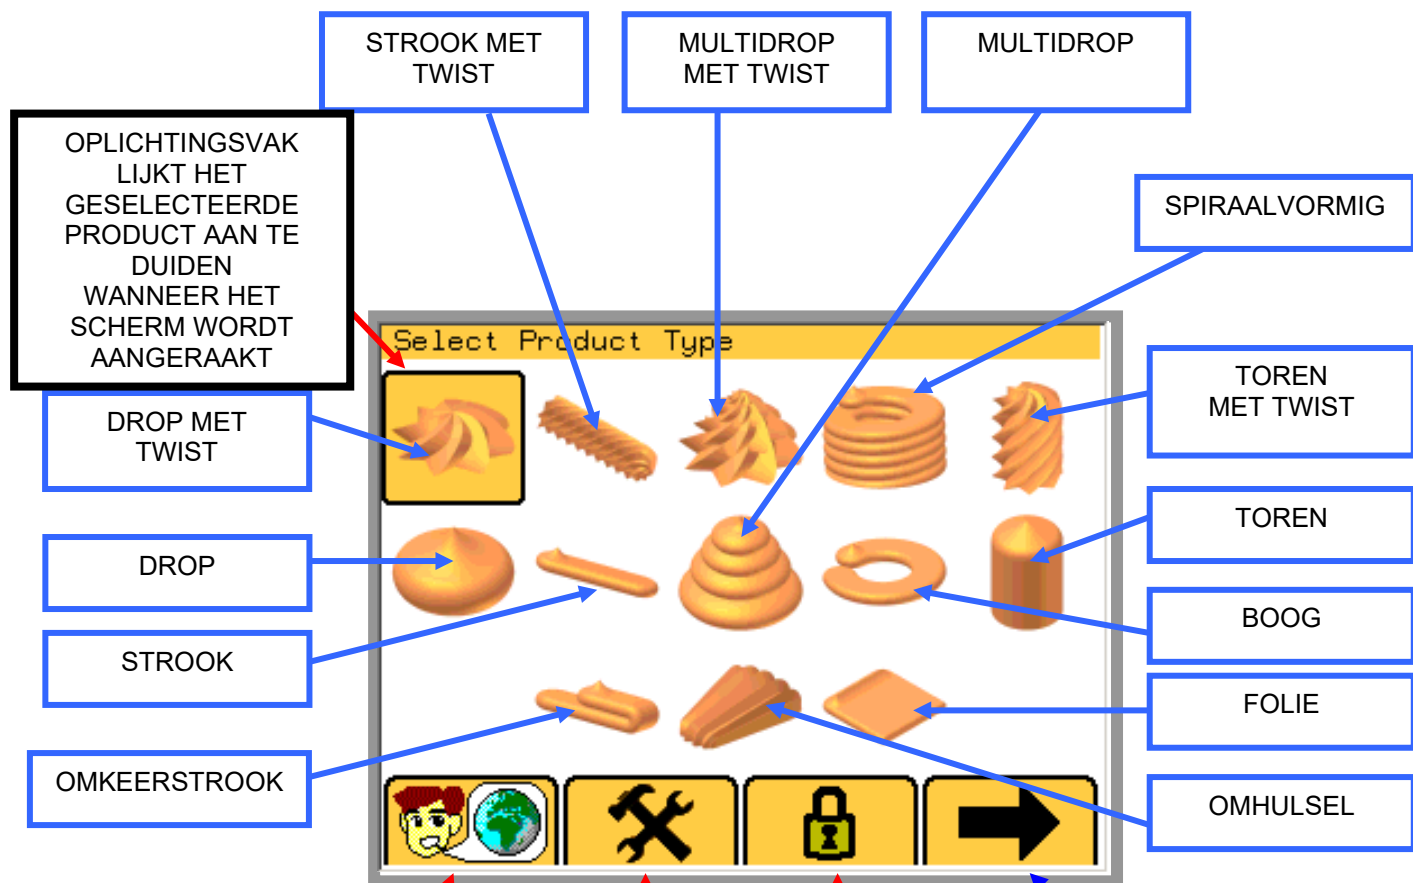 STROOK MET
TWIST
MULTIDROP
MET TWIST
MULTIDROP
OPLICHTINGSVAK
LIJKT HET
GESELECTEERDE
PRODUCT AAN TE
DUIDEN
WANNEER HET
SCHERM WORDT
AANGERAAKT
SPIRAALVORMIG
Select Product Type
TOREN
MET TWIST
DROP MET
TWIST
TOREN
DROP
BOOG
STROOK
FOLIE
OMKEERSTROOK
OMHULSEL